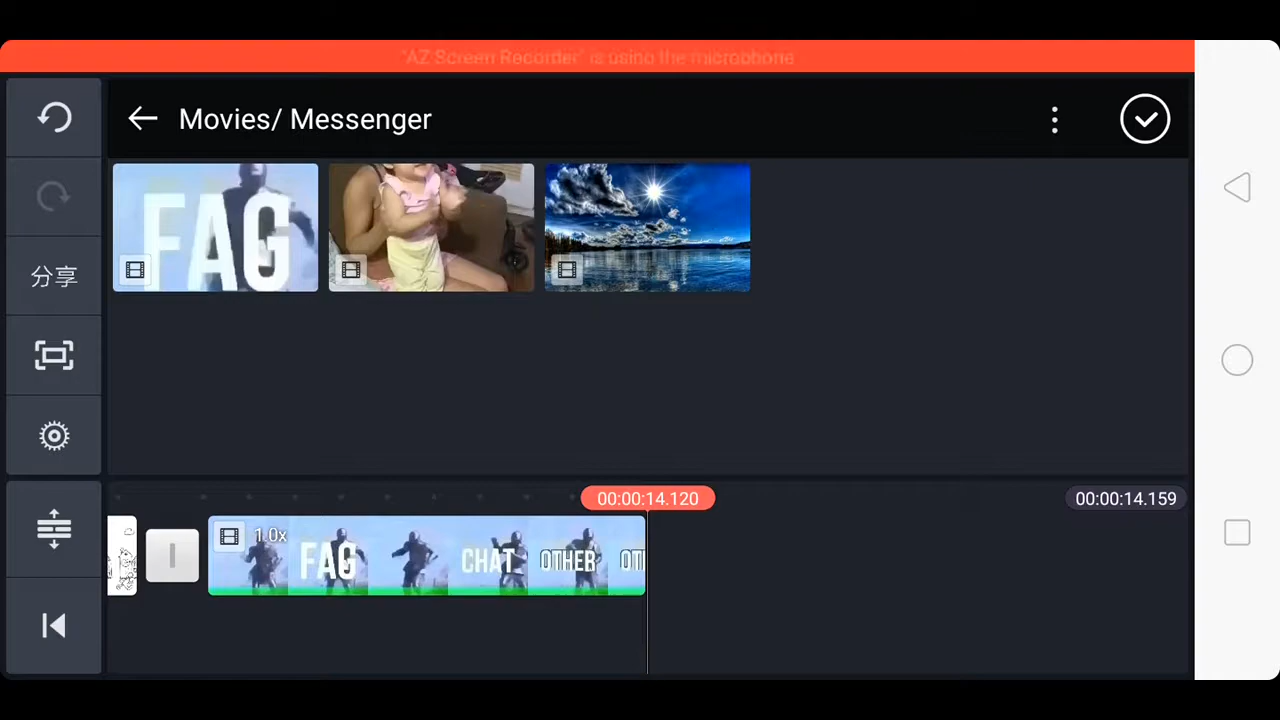 "AZ Screen Recorder" is using the microphone
Movies/ Messenger
FAG
分享
00:00:14.120
00:00:14.159
1.0x
FAG
CHAT
OTHER
OTH